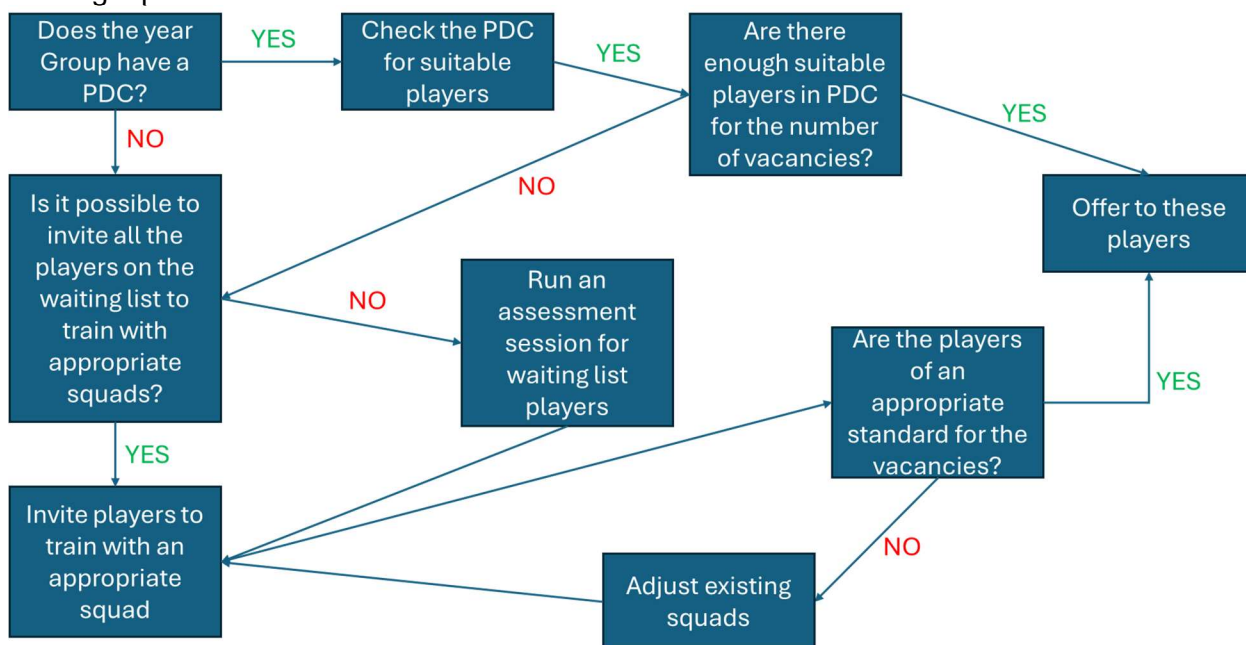 Does the year
Group have a
PDC?
YES
Check the PDC
for suitable
players
YES
Are there
enough suitable
players in PDC
for the number
of vacancies?
YES
NO
NO
Is it possible to
invite all the
players on the
waiting list to
train with
appropriate
squads?
NO
Run an
assessment
session for
waiting list
players
Offer to these
players
Are the players
of an
appropriate
standard for the
vacancies?
YES
YES
Invite players to
train with an
appropriate
squad
NO
Adjust existing
squads